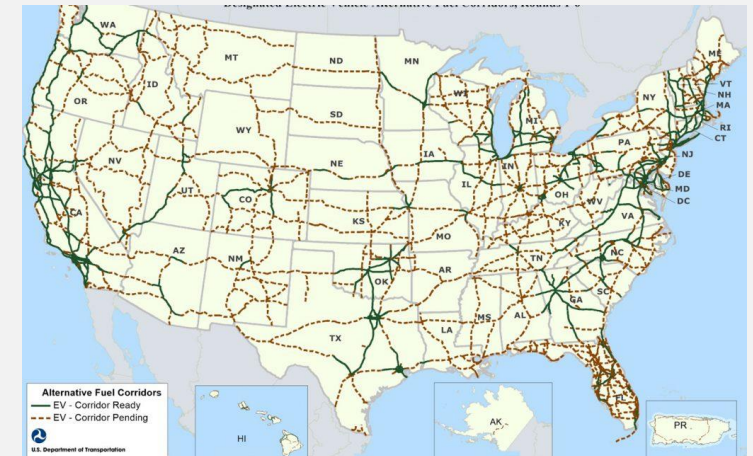 Designated Electric Vehicle Alternative Fuel Corridors, Rounds 1-6
WA
MT
ND
MN
ME
OR
ID
WI
MI
NY
VT
NH
MA
RI
CT
WY
SD
IA
PA
NJ
NV
UT
NE
IL
IN
OH
DE
MD
DC
CA
CO
KS
MO
WV
VA
KY
AZ
NM
OK
AR
TN
NC
SC
TX
LA
MS
AL
GA
FL
Alternative Fuel Corridors
EV - Corridor Ready
EV - Corridor Pending
U.S. Department of Transportation
HI
AK
PR